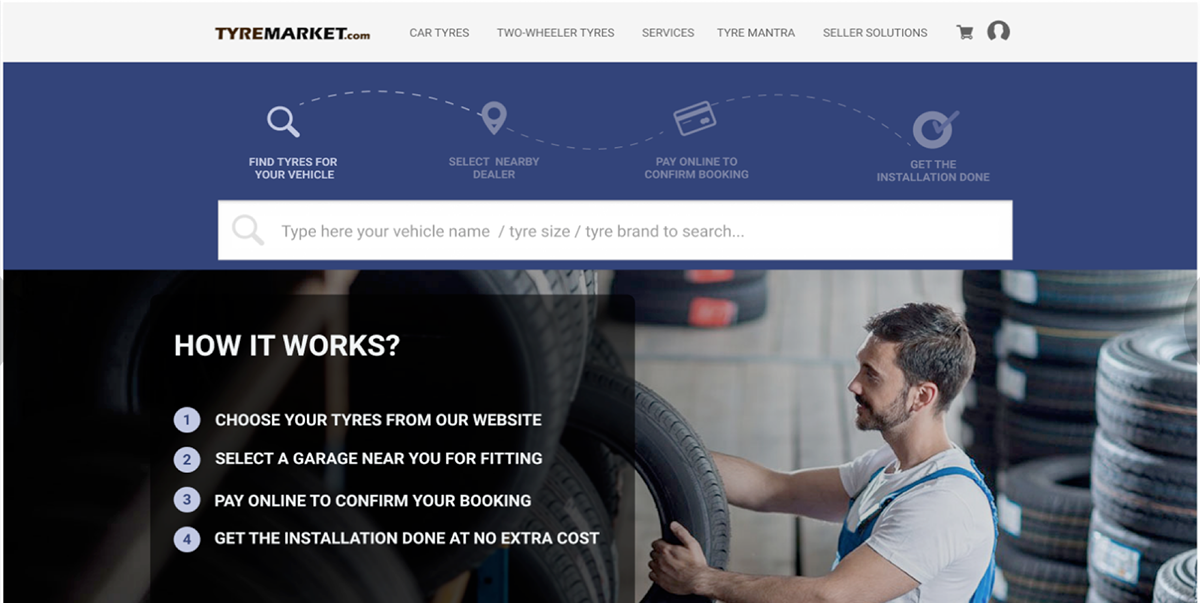 TYREMARKET.com
CAR TYRES
TWO-WHEELER TYRES
SERVICES
TYRE MANTRA
SELLER SOLUTIONS
FIND TYRES FOR
YOUR VEHICLE
SELECT NEARBY
DEALER
PAY ONLINE TO
CONFIRM BOOKING
GET THE
INSTALLATION DONE
Type here your vehicle name / tyre size / tyre brand to search...
HOW IT WORKS?
1 CHOOSE YOUR TYRES FROM OUR WEBSITE
2 SELECT A GARAGE NEAR YOU FOR FITTING
3 PAY ONLINE TO CONFIRM YOUR BOOKING
4 GET THE INSTALLATION DONE AT NO EXTRA COST